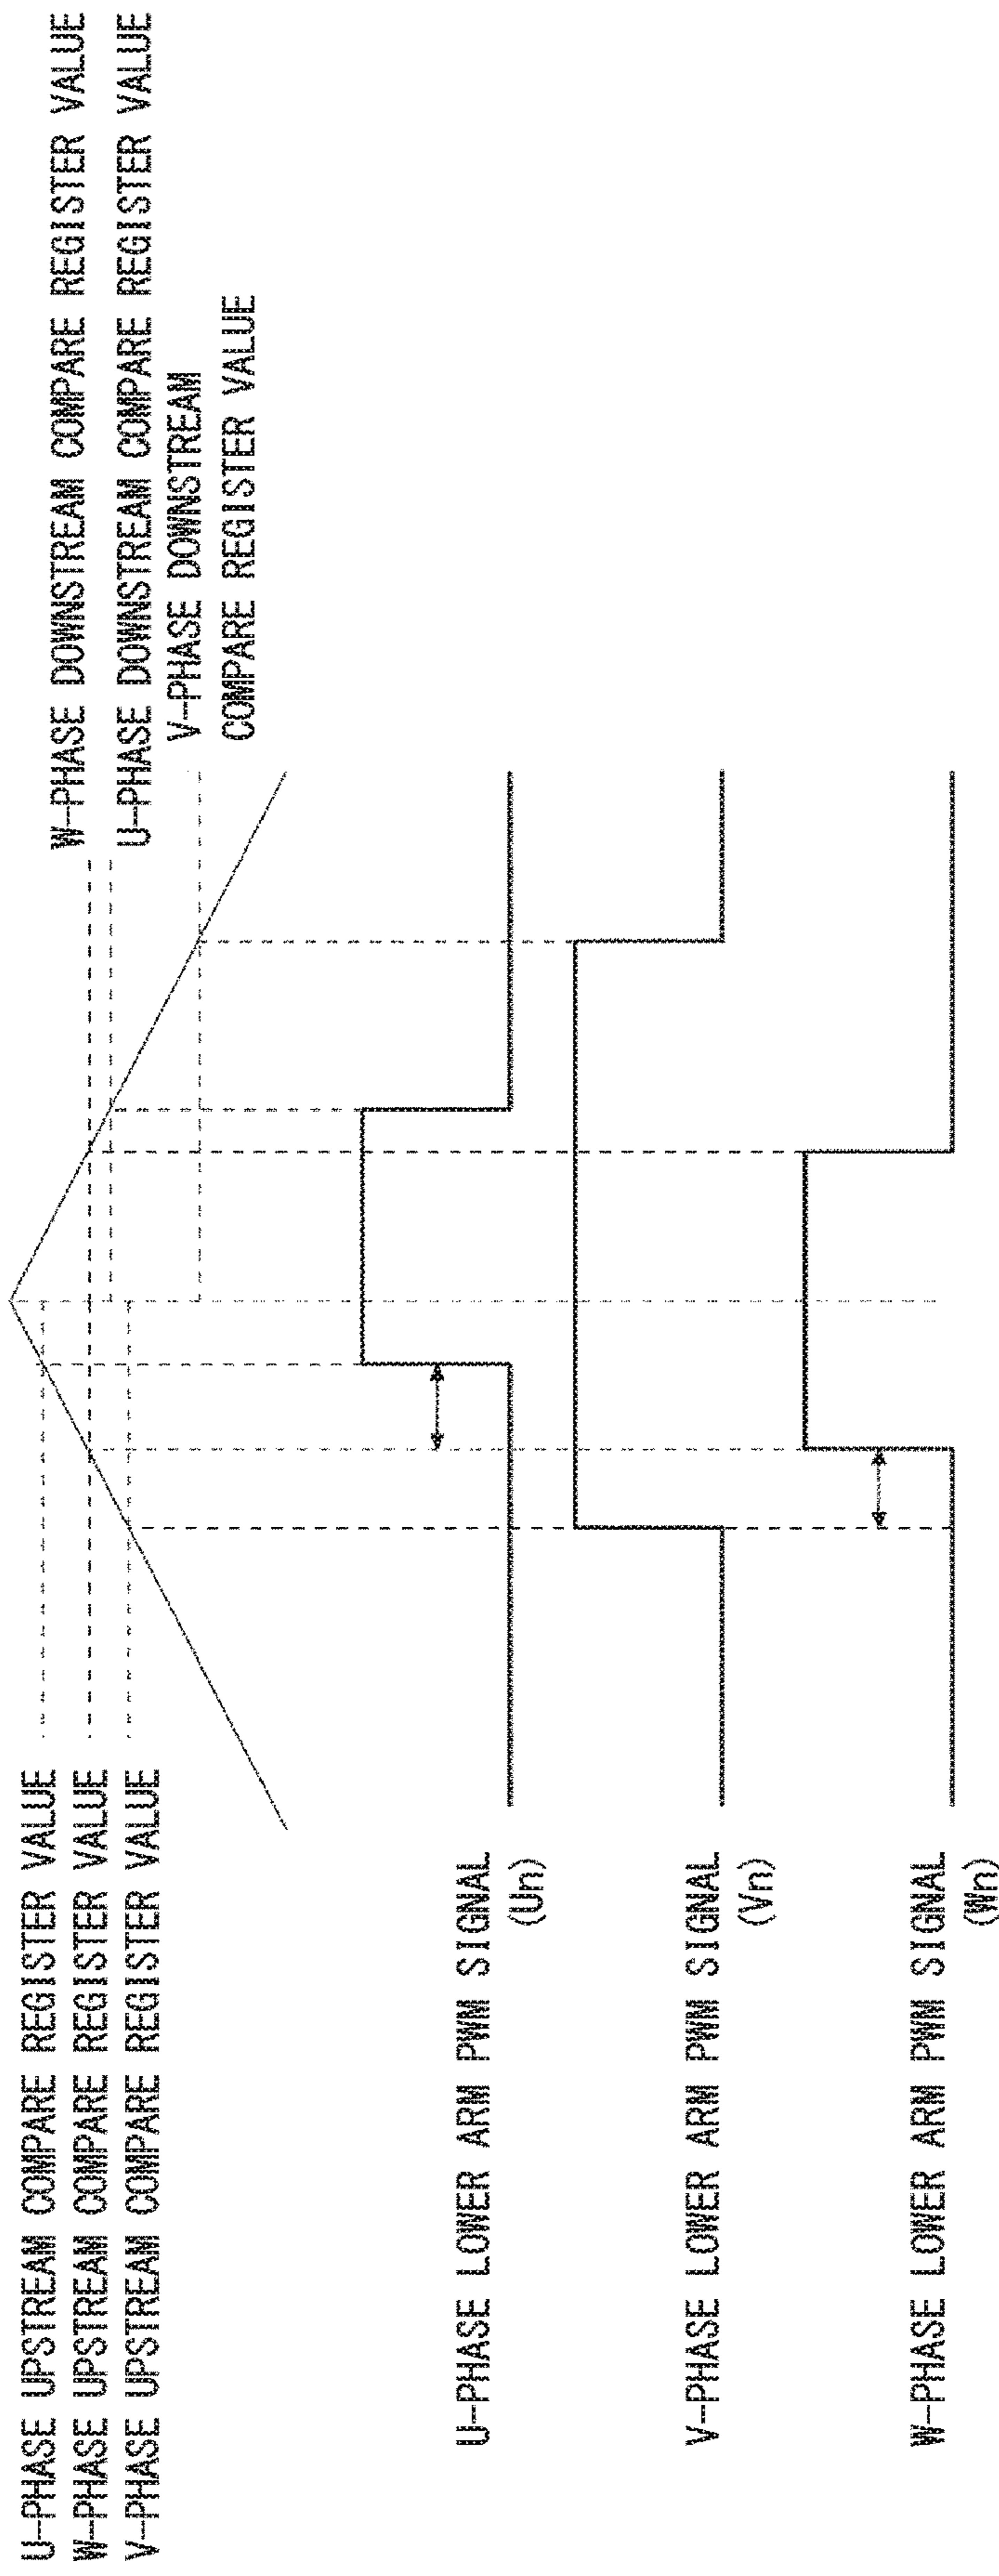 U-PHASE UPSTREAM COMPARE REGISTER VALUE
W-PHASE UPSTREAM COMPARE REGISTER VALUE
V-PHASE UPSTREAM COMPARE REGISTER VALUE
W-PHASE DOWNSTREAM COMPARE REGISTER VALUE
U-PHASE DOWNSTREAM COMPARE REGISTER VALUE
V-PHASE DOWNSTREAM
COMPARE REGISTER VALUE
U-PHASE LOWER ARM PWM SIGNAL
(Un)
V-PHASE LOWER ARM PWM SIGNAL
(Vn)
W-PHASE LOWER ARM PWM SIGNAL
(Wn)